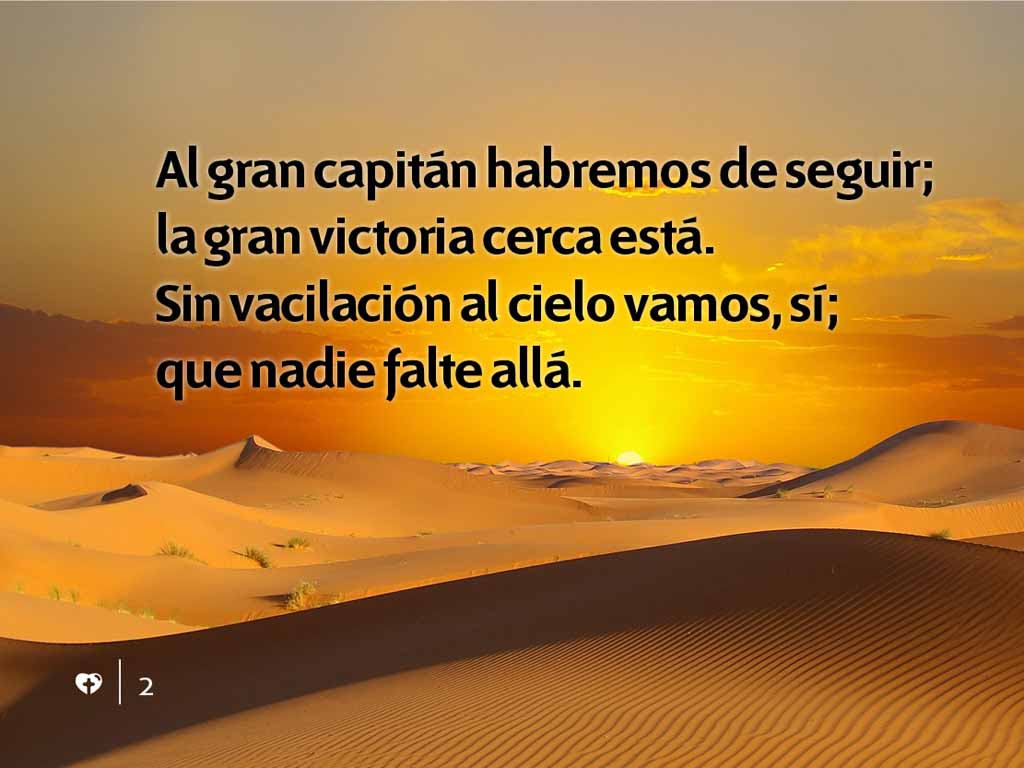 Al gran capitán habremos de seguir;
la gran victoria cerca está.
Sin vacilación al cielo vamos, sí;
que nadie falte allá.
2